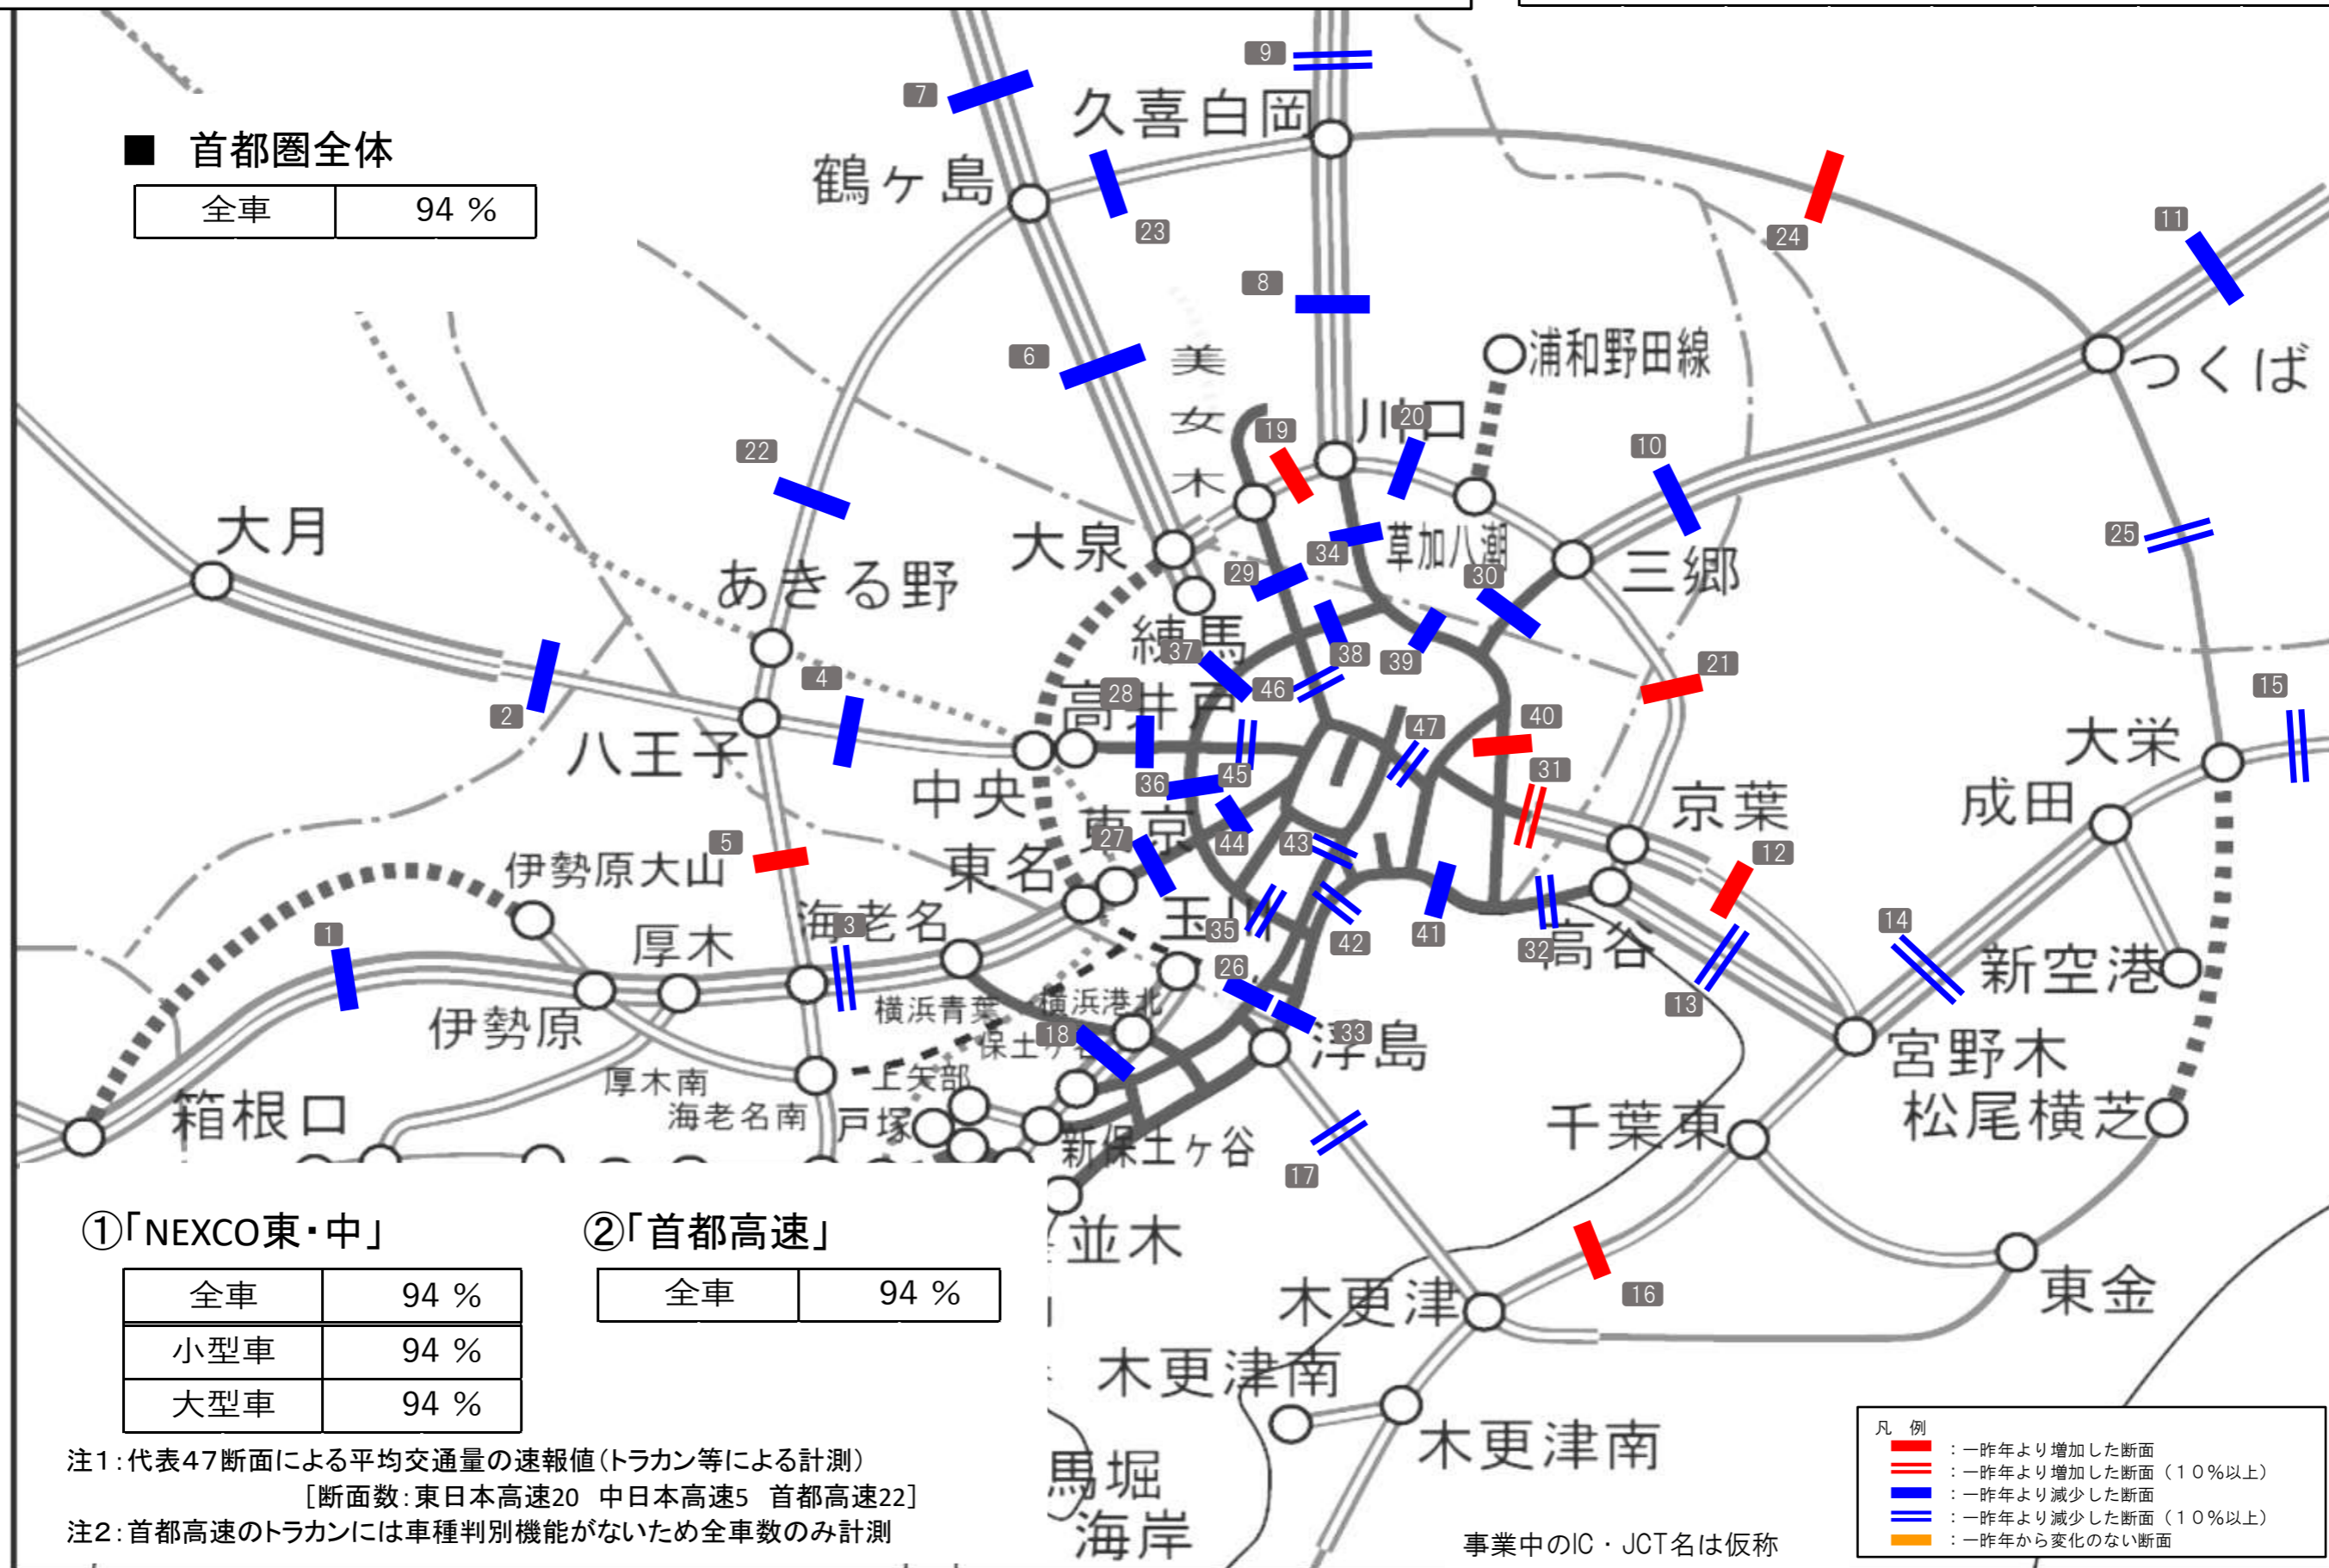 ■ 首都圏全体
全車 94 %
7
9
久喜白岡
鶴ヶ島
23
24
11
8
6
美女木
浦和野田線
つくば
19
川口
20
10
22
大月
大泉
34
草加八潮
25
あきる野
29
30
三郷
練馬
37
38
39
21
4
高井戸
28
46
15
2
八王子
47
40
大栄
中央
36
45
31
京葉
成田
5
東京
27
44
43
12
伊勢原大山
東名
1
厚木
海老名
3
玉川
35
42
41
32
高谷
14
新空港
26
13
伊勢原
横浜青葉
横浜港北
18
保土ヶ谷
33
浮島
宮野木
厚木南
上矢部
箱根口
海老名南
戸塚
新保土ヶ谷
17
千葉東
松尾横芝
並木
16
東金
木更津
木更津南
木更津南
馬堀
海岸
①「NEXCO東・中」
全車 94 %
小型車 94 %
大型車 94 %
②「首都高速」
全車 94 %
注1：代表47断面による平均交通量の速報値（トラカン等による計測）
［断面数：東日本高速20 中日本高速5 首都高速22］
注2：首都高速のトラカンには車種判別機能がないため全車数のみ計測
事業中のIC・JCT名は仮称
凡 例
：一昨年より増加した断面
：一昨年より増加した断面（１０％以上）
：一昨年より減少した断面
：一昨年より減少した断面（１０％以上）
：一昨年から変化のない断面